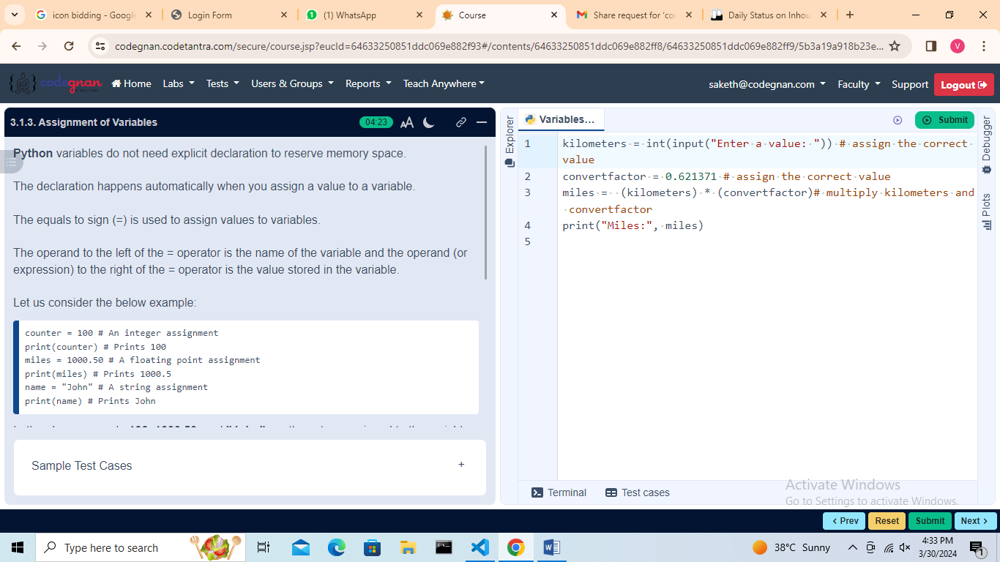 icon bidding - Google
Login Form
(1) WhatsApp
Course
Share request for 'co
Daily Status on Inhou
codegnan.codetantra.com/secure/course.jsp?eucId=64633250851ddc069e882f93#/contents/64633250851ddc069e882ff8/64633250851ddc069e882ff9/5b3a19a918b23e...
V
codegnan
Home
Labs
Tests
Users & Groups
Reports
Teach Anywhere
saketh@codegnan.com
Faculty
Support
Logout
3.1.3. Assignment of Variables
04:23
AA
Python variables do not need explicit declaration to reserve memory space.
The declaration happens automatically when you assign a value to a variable.
The equals to sign (=) is used to assign values to variables.
The operand to the left of the = operator is the name of the variable and the operand (or
expression) to the right of the = operator is the value stored in the variable.
Let us consider the below example:
counter = 100 # An integer assignment
print(counter) # Prints 100
miles = 1000.50 # A floating point assignment
print(miles) # Prints 1000.5
name = "John" # A string assignment
print(name) # Prints John
Sample Test Cases
+
Explorer
Variables...
Submit
1 kilometers = int(input("Enter a value: ")) # assign the correct
value
2 convertfactor = 0.621371 # assign the correct value
3 miles =  (kilometers) * (convertfactor)# multiply kilometers and
convertfactor
4 print("Miles:", miles)
5
Debugger
Plots
Terminal
Test cases
Activate Windows
Go to Settings to activate Windows.
< Prev
Reset
Submit
Next >
Type here to search
38°C Sunny
4:33 PM
3/30/2024
1